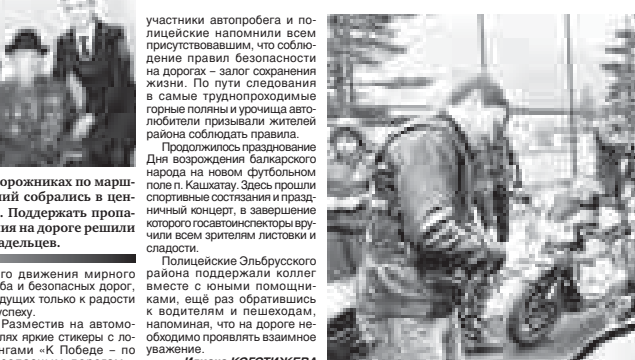 орожниках по марш-
ний собрались в цен-
. Поддержать пропа-
ия на дороге решили
адельцев.
го движения мирного
ба и безопасных дорог,
дущих только к радости
успеху.
Разместив на автомо-
лях яркие стикеры с ло-
нгами «К Победе – по
участники автопробега и по-
лицейские напомнили всем
присутствовавшим, что соблю-
дение правил безопасности
на дорогах – залог сохранения
жизни. По пути следования
в самые труднопроходимые
горные поляны и урочища авто-
любители призывали жителей
района соблюдать правила.
Продолжилось празднование
Дня возрождения балкарского
народа на новом футбольном
поле п. Кашхатау. Здесь прошли
спортивные состязания и празд-
ничный концерт, в завершение
которого госавтоинспекторы вру-
чили всем зрителям листовки и
сладости.
Полицейские Эльбрусского
района поддержали коллег
вместе с юными помощни-
ками, ещё раз обратившись
к водителям и пешеходам,
напоминая, что на дороге не-
обходимо проявлять взаимное
уважение.